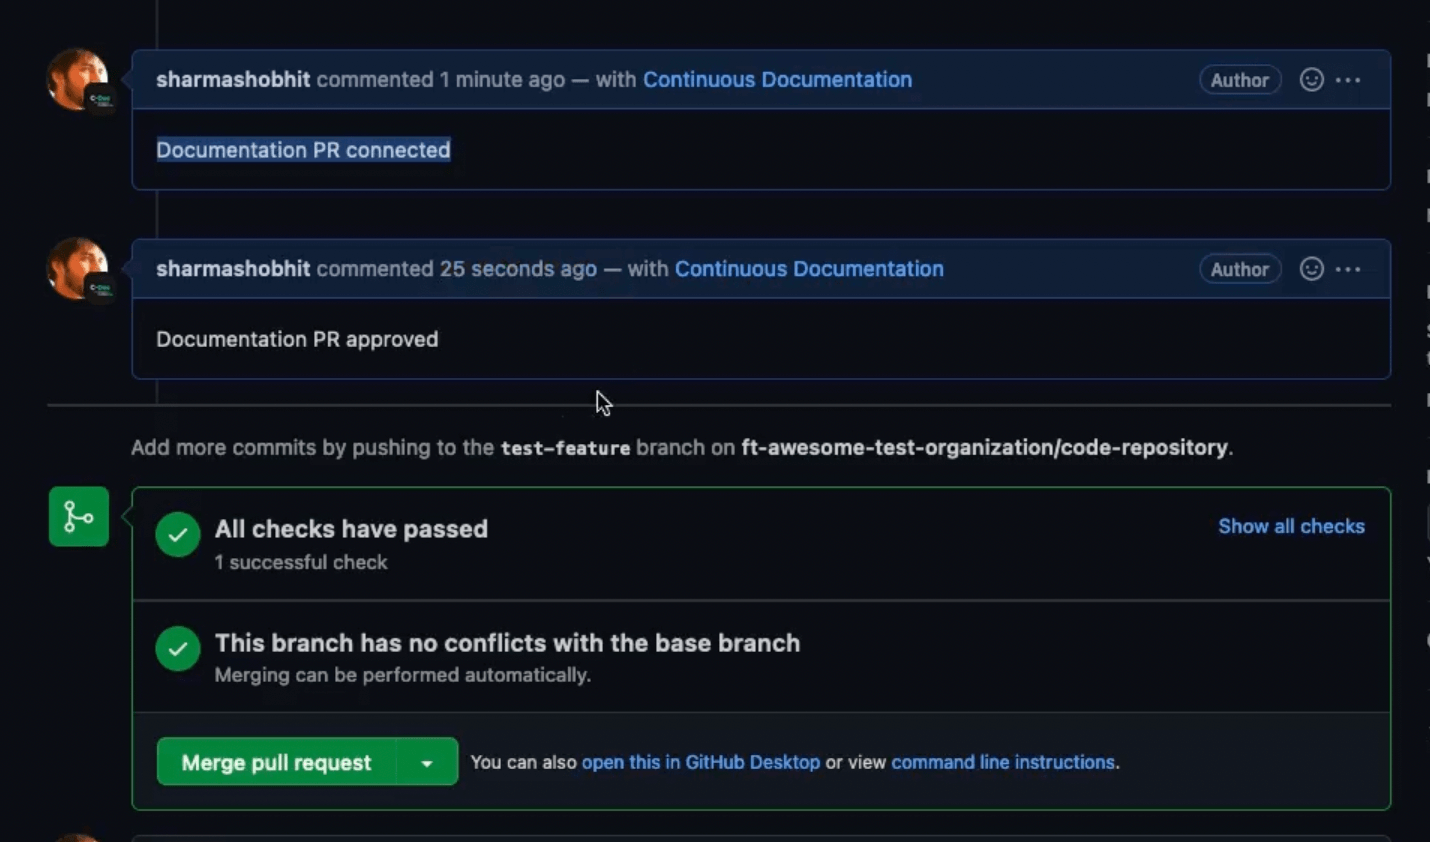 sharmashobhit commented 1 minute ago — with Continuous Documentation Author
Documentation PR connected
sharmashobhit commented 25 seconds ago — with Continuous Documentation Author
Documentation PR approved
Add more commits by pushing to the test-feature branch on ft-awesome-test-organization/code-repository.
All checks have passed
Show all checks
1 successful check
This branch has no conflicts with the base branch
Merging can be performed automatically.
Merge pull request You can also open this in GitHub Desktop or view command line instructions.